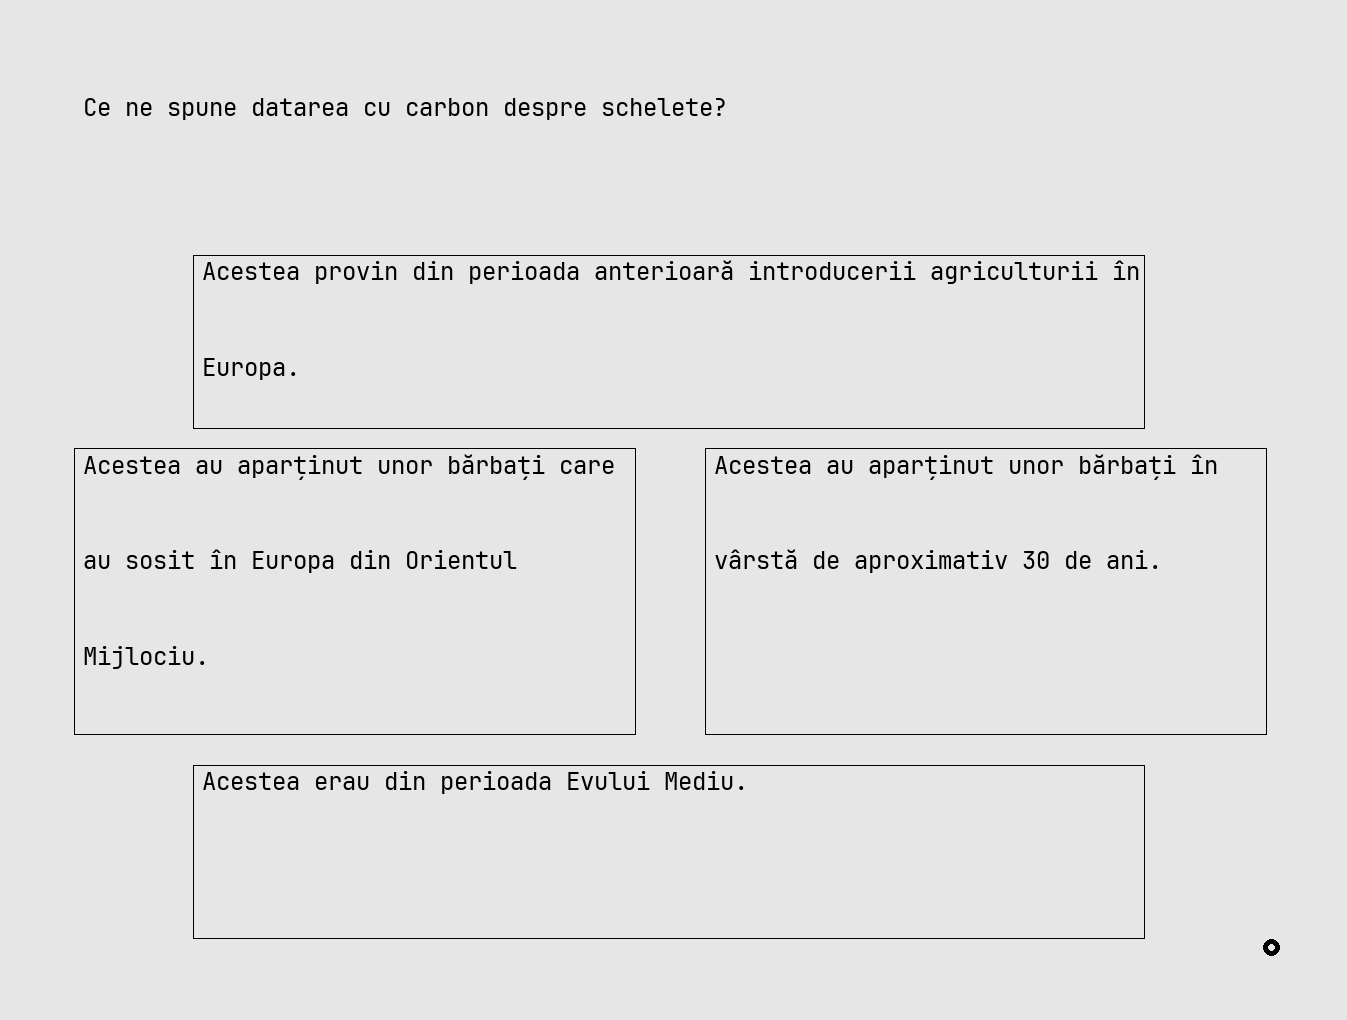 Ce ne spune datarea cu carbon despre schelete?
Acestea provin din perioada anterioară introducerii agriculturii în
Europa.
Acestea au aparținut unor bărbați care
au sosit în Europa din Orientul
Mijlociu.
Acestea au aparținut unor bărbați în
vârstă de aproximativ 30 de ani.
Acestea erau din perioada Evului Mediu.